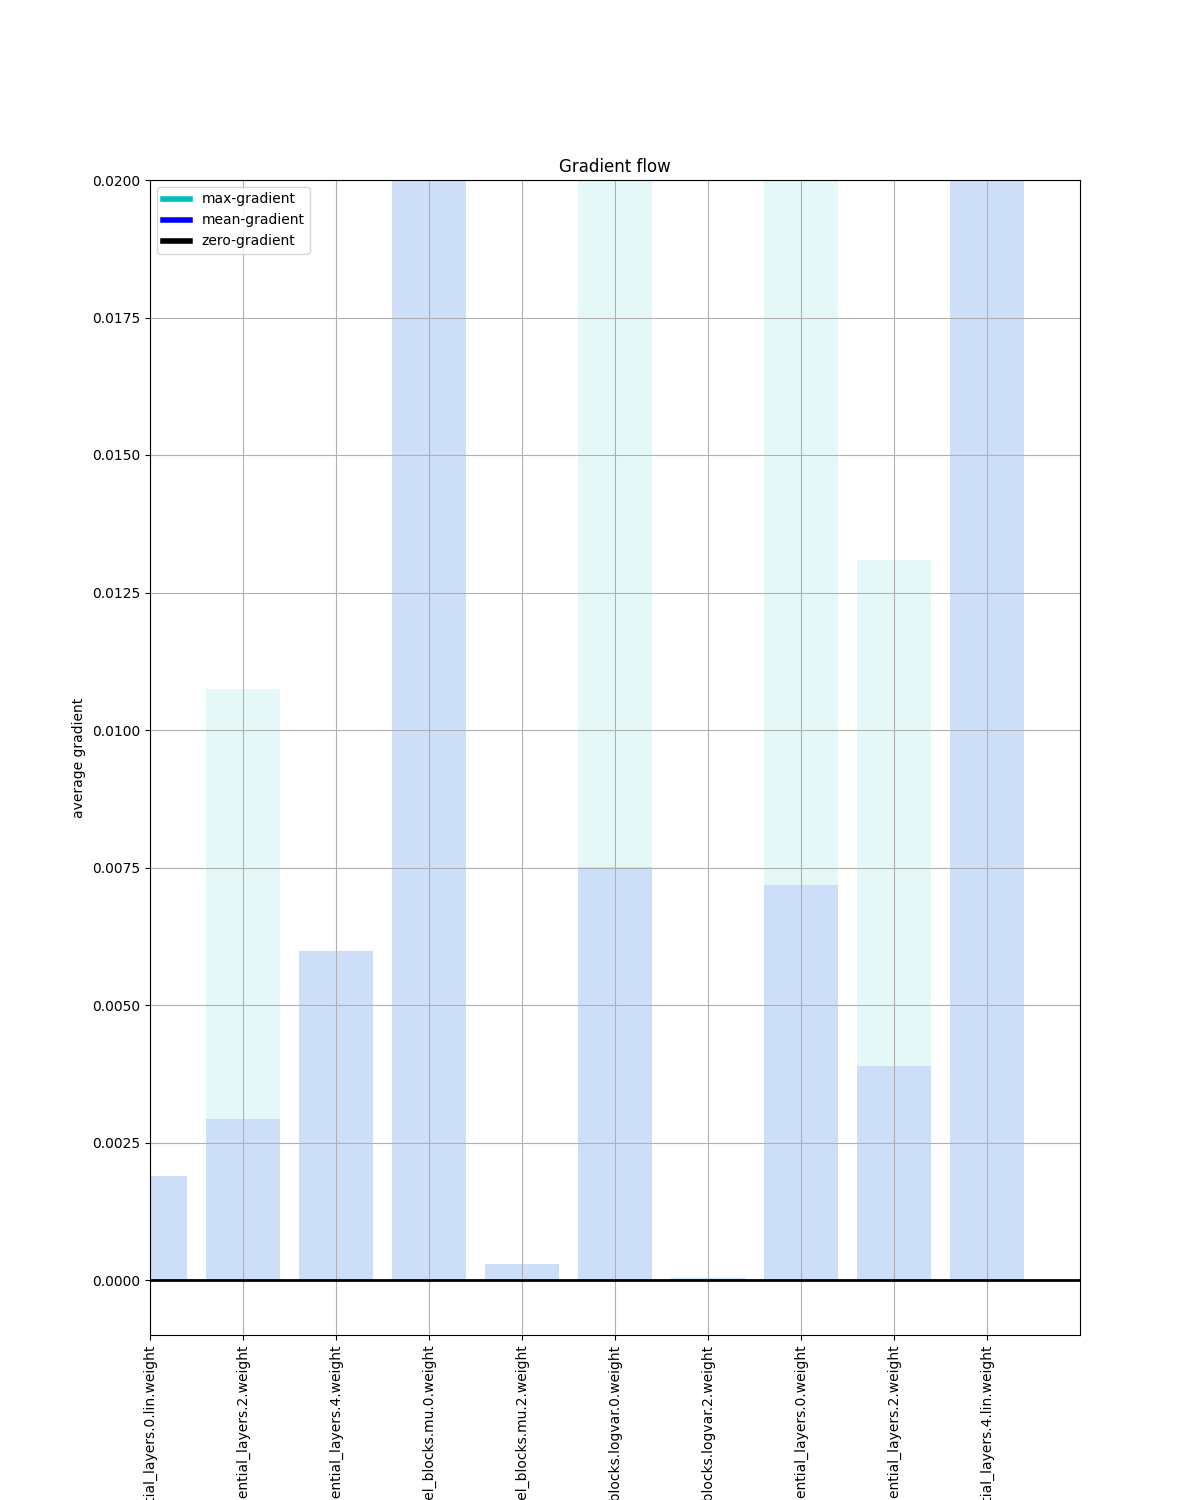 Gradient flow
max-gradient
mean-gradient
zero-gradient
0.0200
0.0175
0.0150
0.0125
0.0100
0.0075
0.0050
0.0025
0.0000
average gradient
tial_layers.0.lin.weight
ential_layers.2.weight
ential_layers.4.weight
el_blocks.mu.0.weight
el_blocks.mu.2.weight
blocks.logvar.0.weight
blocks.logvar.2.weight
ential_layers.0.weight
ential_layers.2.weight
tial_layers.4.lin.weight